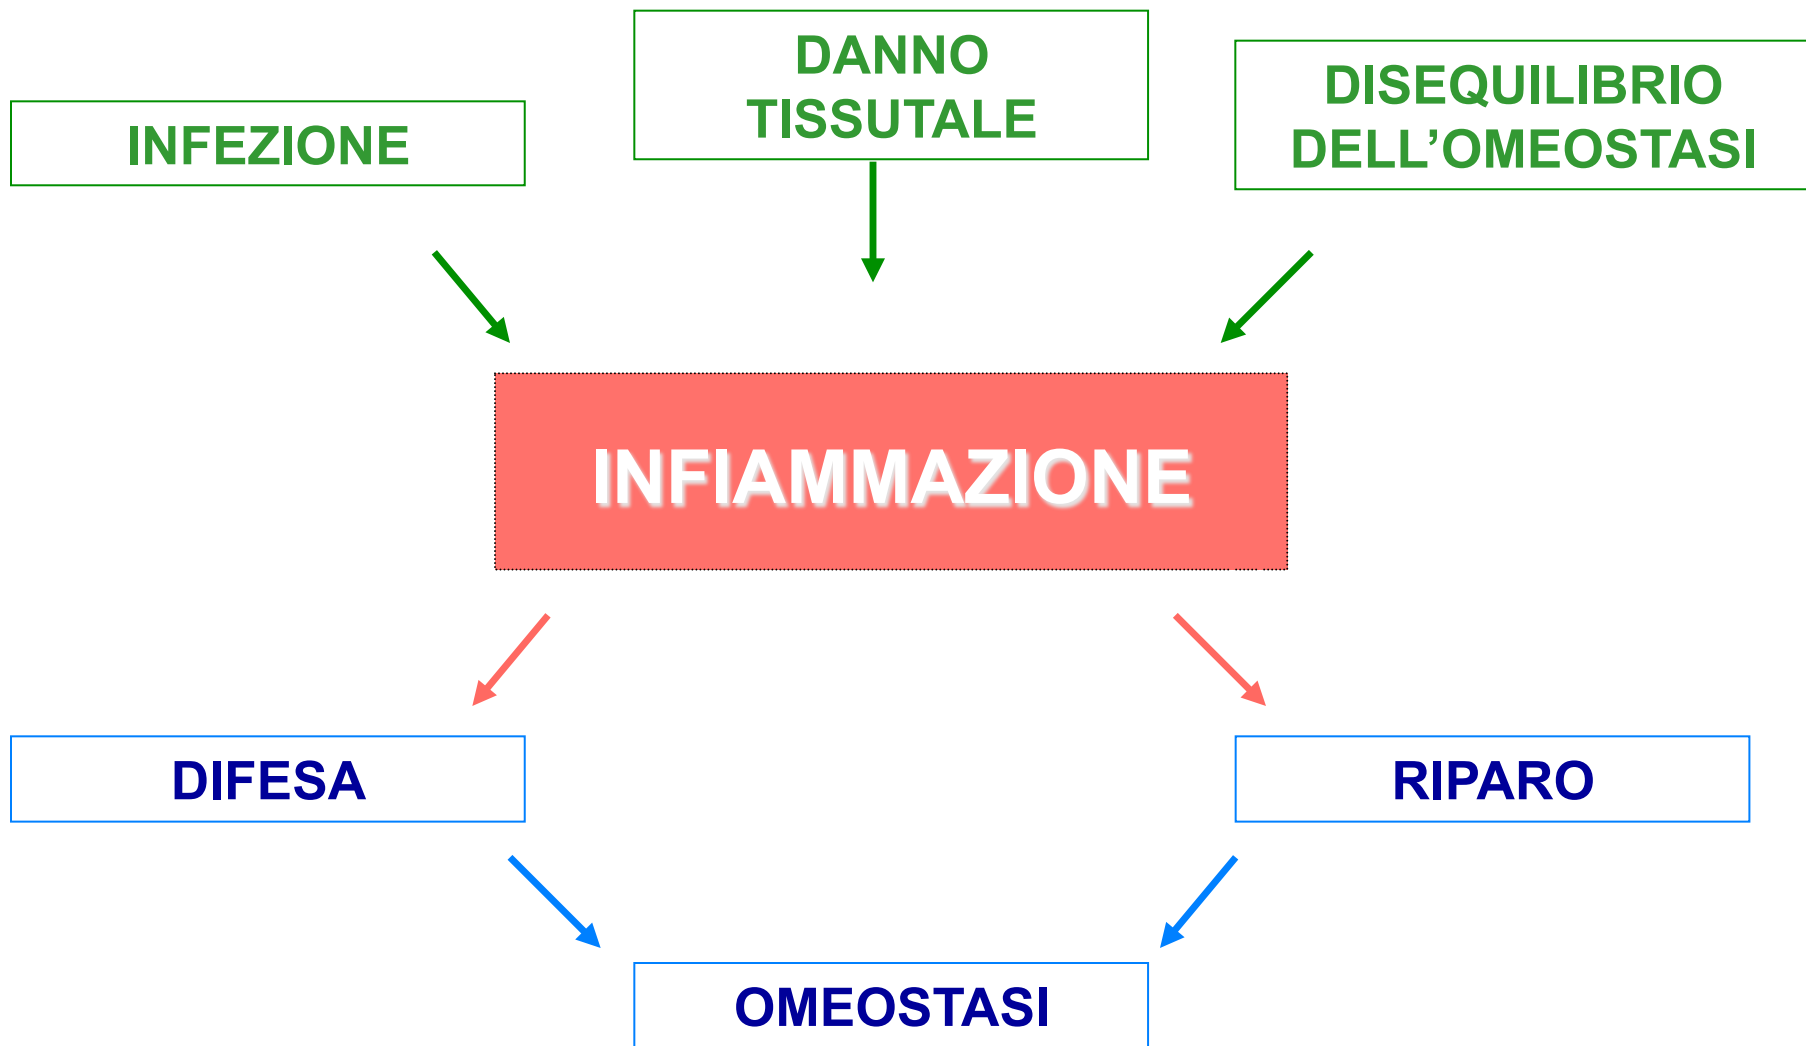 INFEZIONE
DANNO
TISSUTALE
DISEQUILIBRIO
DELL’OMEOSTASI
INFIAMMAZIONE
DIFESA
RIPARO
OMEOSTASI